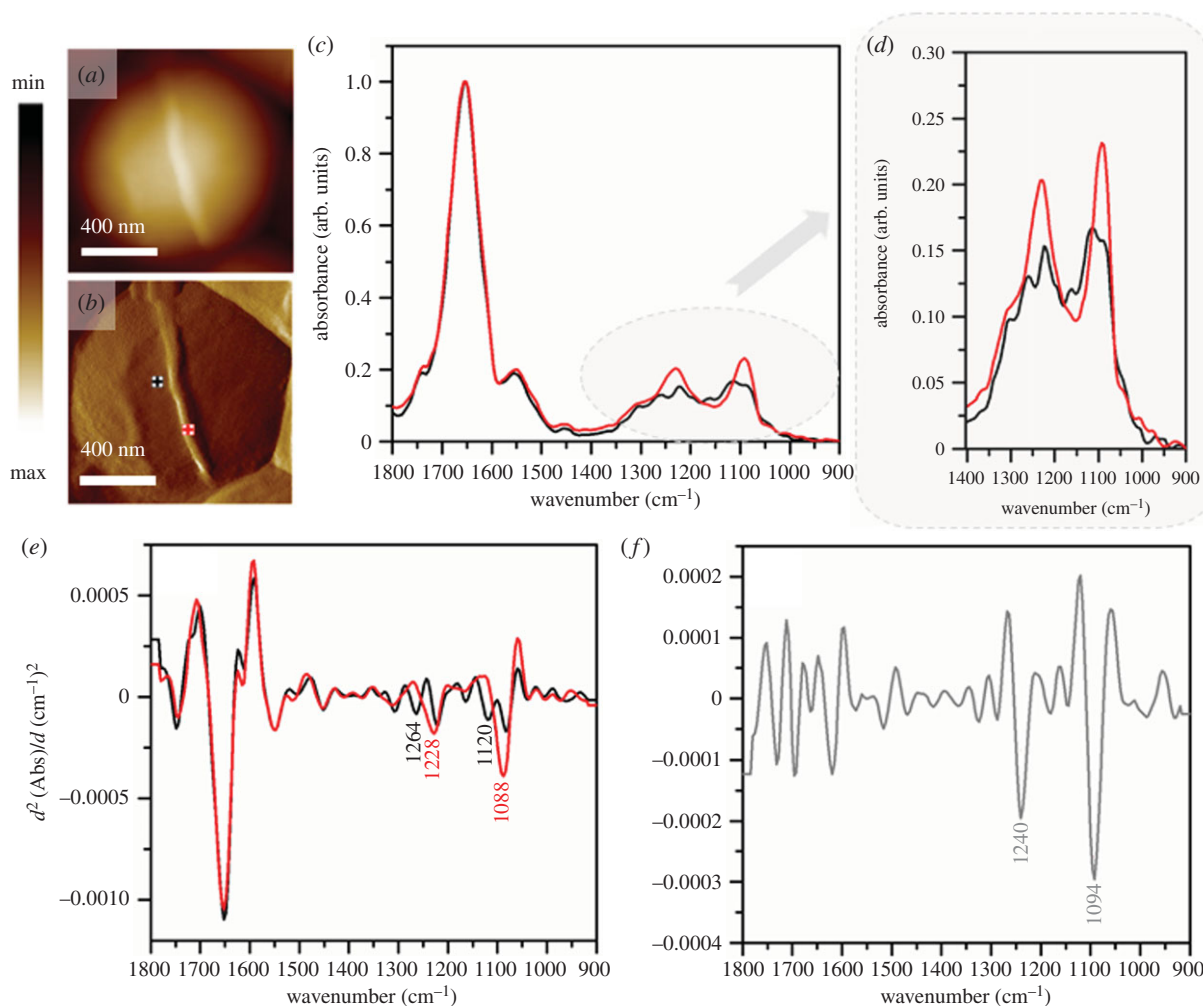 min
max
(a)
400 nm
(b)
400 nm
(c)
absorbance (arb. units)
1.0
0.8
0.6
0.4
0.2
0
1800 1700 1600 1500 1400 1300 1200 1100 1000 900
wavenumber (cm⁻¹)
(d)
absorbance (arb. units)
0.30
0.25
0.20
0.15
0.10
0.05
0
1400 1300 1200 1100 1000 900
wavenumber (cm⁻¹)
(e)
d² (Abs)/d (cm⁻¹)²
0.0005
0
–0.0005
–0.0010
1264
1228
1120
1088
1800 1700 1600 1500 1400 1300 1200 1100 1000 900
wavenumber (cm⁻¹)
(f)
0.0002
0.0001
0
–0.0001
–0.0002
–0.0003
–0.0004
1240
1094
1800 1700 1600 1500 1400 1300 1200 1100 1000 900
wavenumber (cm⁻¹)